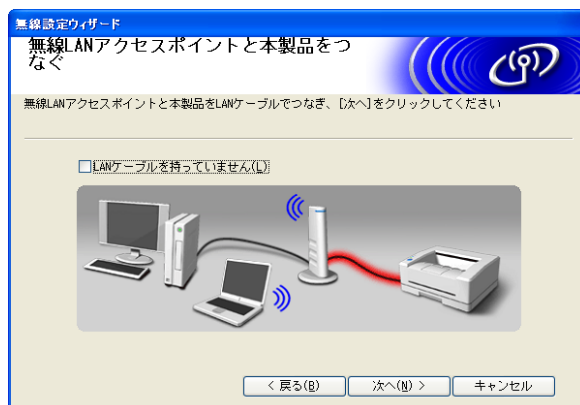 無線設定ウィザード
無線LANアクセスポイントと本製品をつ
なぐ
無線LANアクセスポイントと本製品をLANケーブルでつなぎ、[次へ]をクリックしてください
LANケーブルを持っていません(L)
< 戻る(B)
次へ(N) >
キャンセル